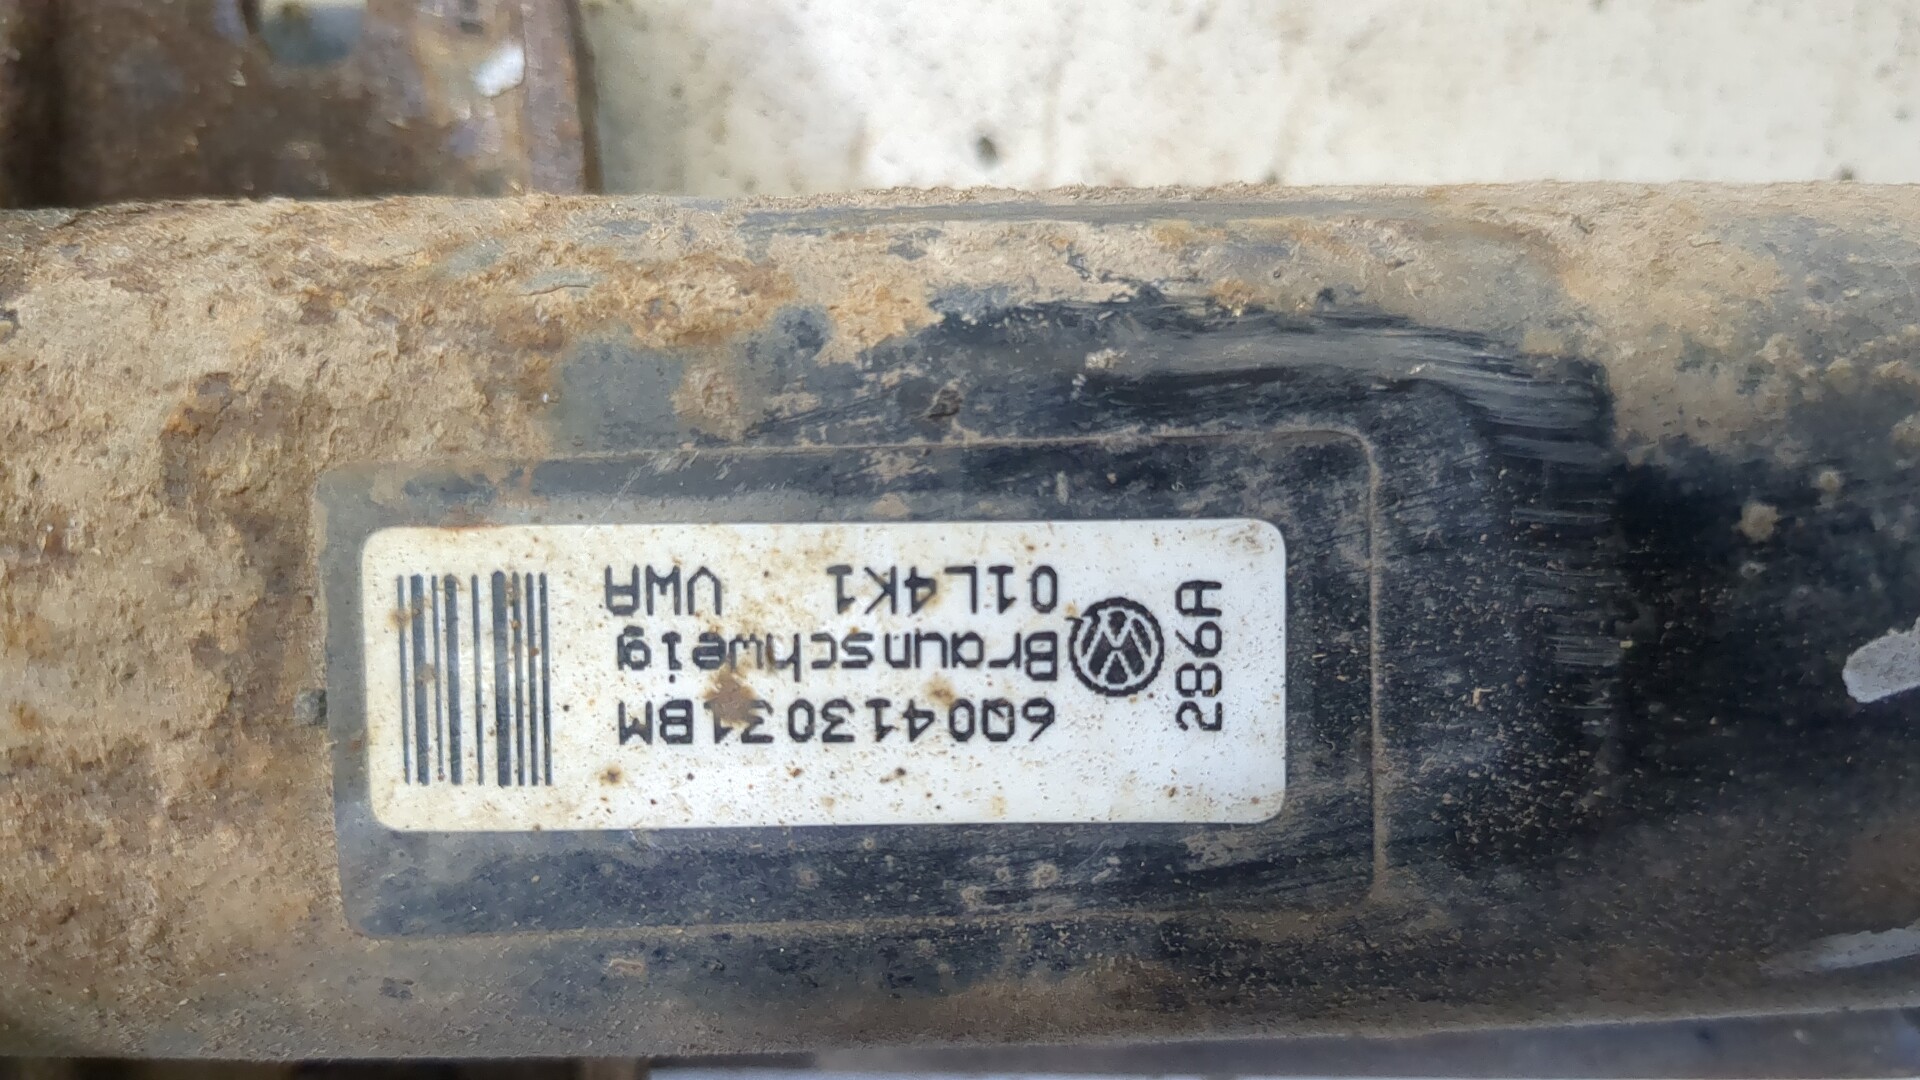 6Q0413031BM
Braunschweig
01L4K1 VWA
286A